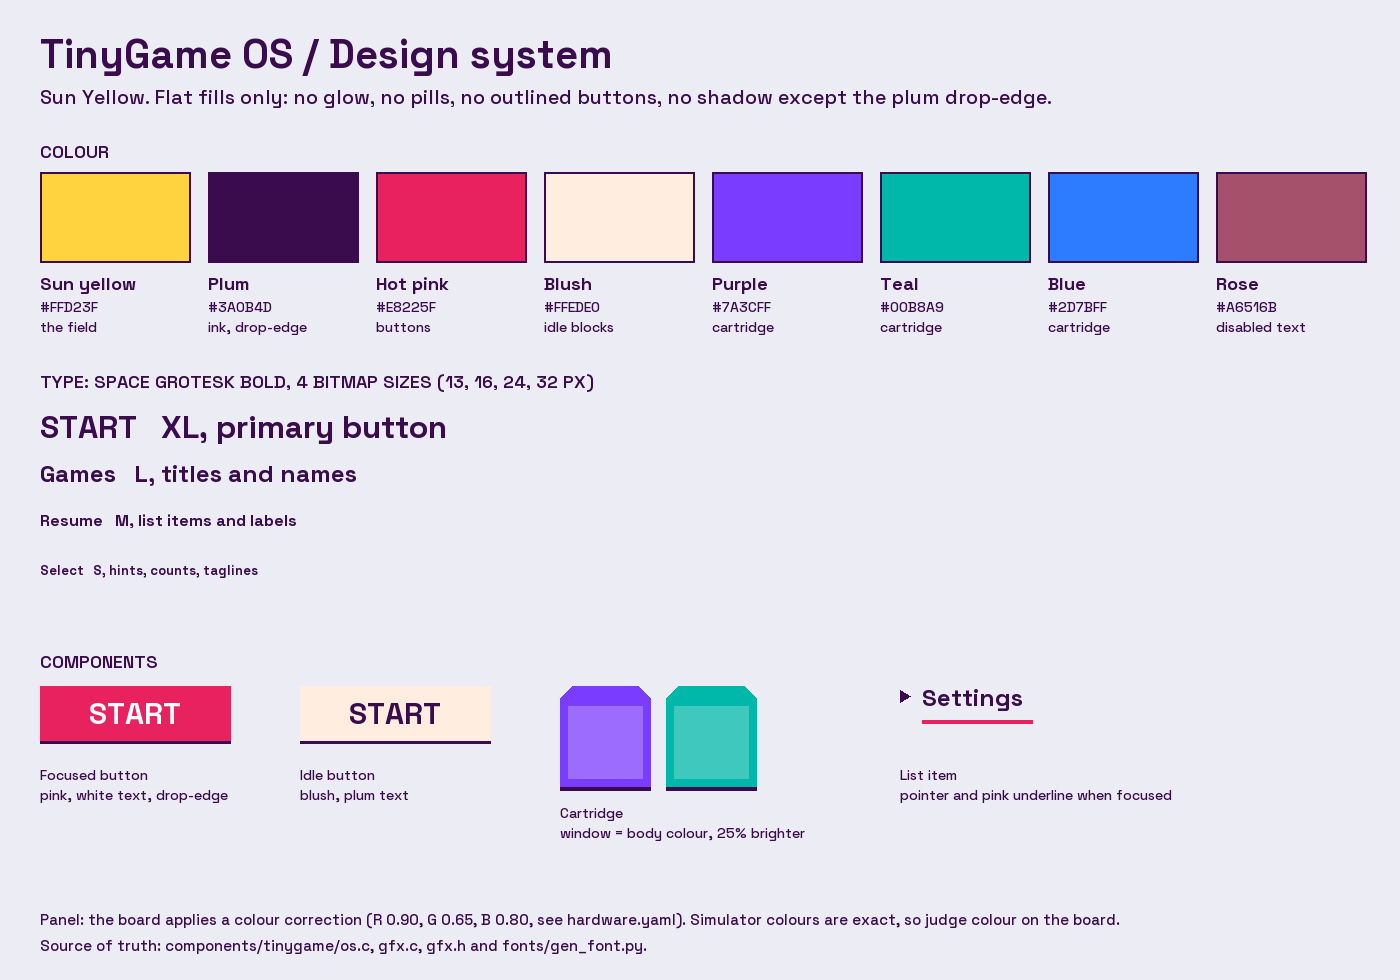 TinyGame OS / Design system
Sun Yellow. Flat fills only: no glow, no pills, no outlined buttons, no shadow except the plum drop-edge.
COLOUR
Sun yellow
#FFD23F
the field
Plum
#3A0B4D
ink, drop-edge
Hot pink
#E8225F
buttons
Blush
#FFEDE0
idle blocks
Purple
#7A3CFF
cartridge
Teal
#00B8A9
cartridge
Blue
#2D7BFF
cartridge
Rose
#A6516B
disabled text
TYPE: SPACE GROTESK BOLD, 4 BITMAP SIZES (13, 16, 24, 32 PX)
START XL, primary button
Games L, titles and names
Resume M, list items and labels
Select S, hints, counts, taglines
COMPONENTS
START
Focused button
pink, white text, drop-edge
START
Idle button
blush, plum text
Cartridge
window = body colour, 25% brighter
Settings
List item
pointer and pink underline when focused
Panel: the board applies a colour correction (R 0.90, G 0.65, B 0.80, see hardware.yaml). Simulator colours are exact, so judge colour on the board.
Source of truth: components/tinygame/os.c, gfx.c, gfx.h and fonts/gen_font.py.